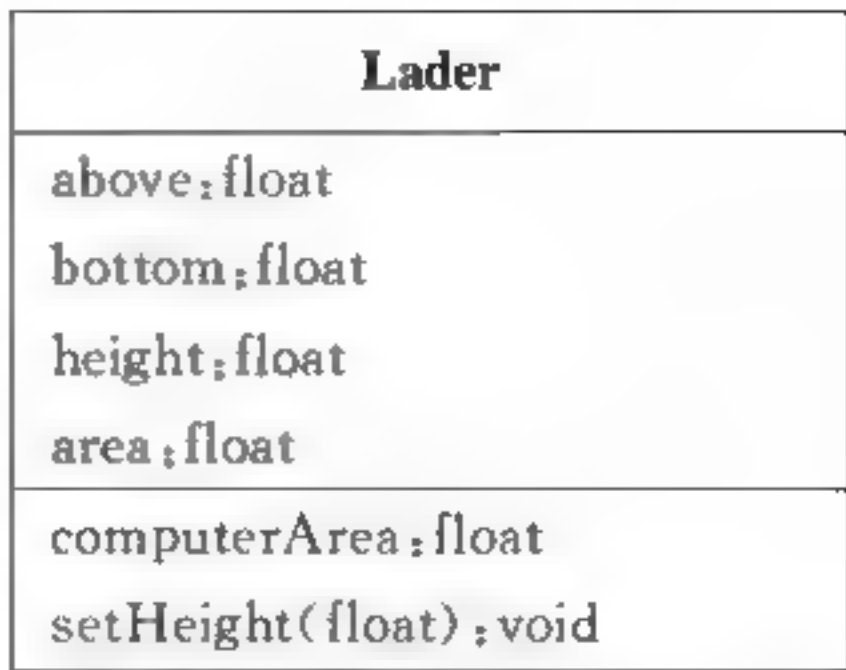 Lader
above:float
bottom:float
height:float
area:float
computerArea:float
setHeight(float):void